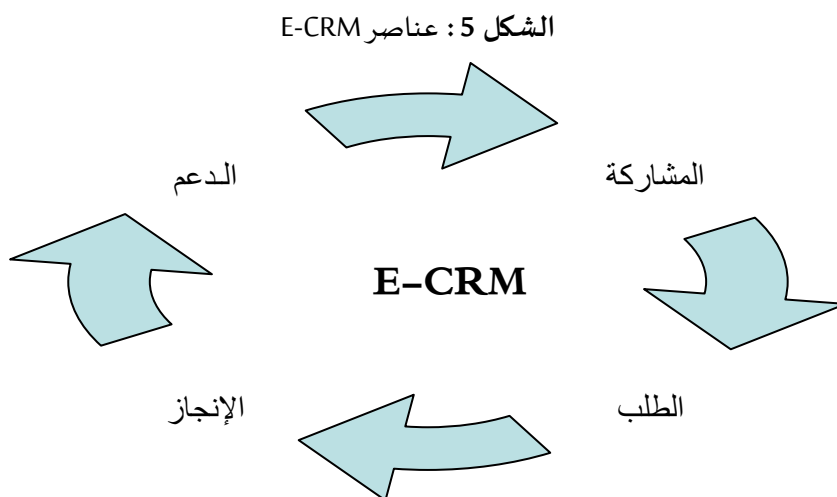 الشكل 5 : عناصر E-CRM
المشاركة
الدعم
E-CRM
الطلب
الإنجاز